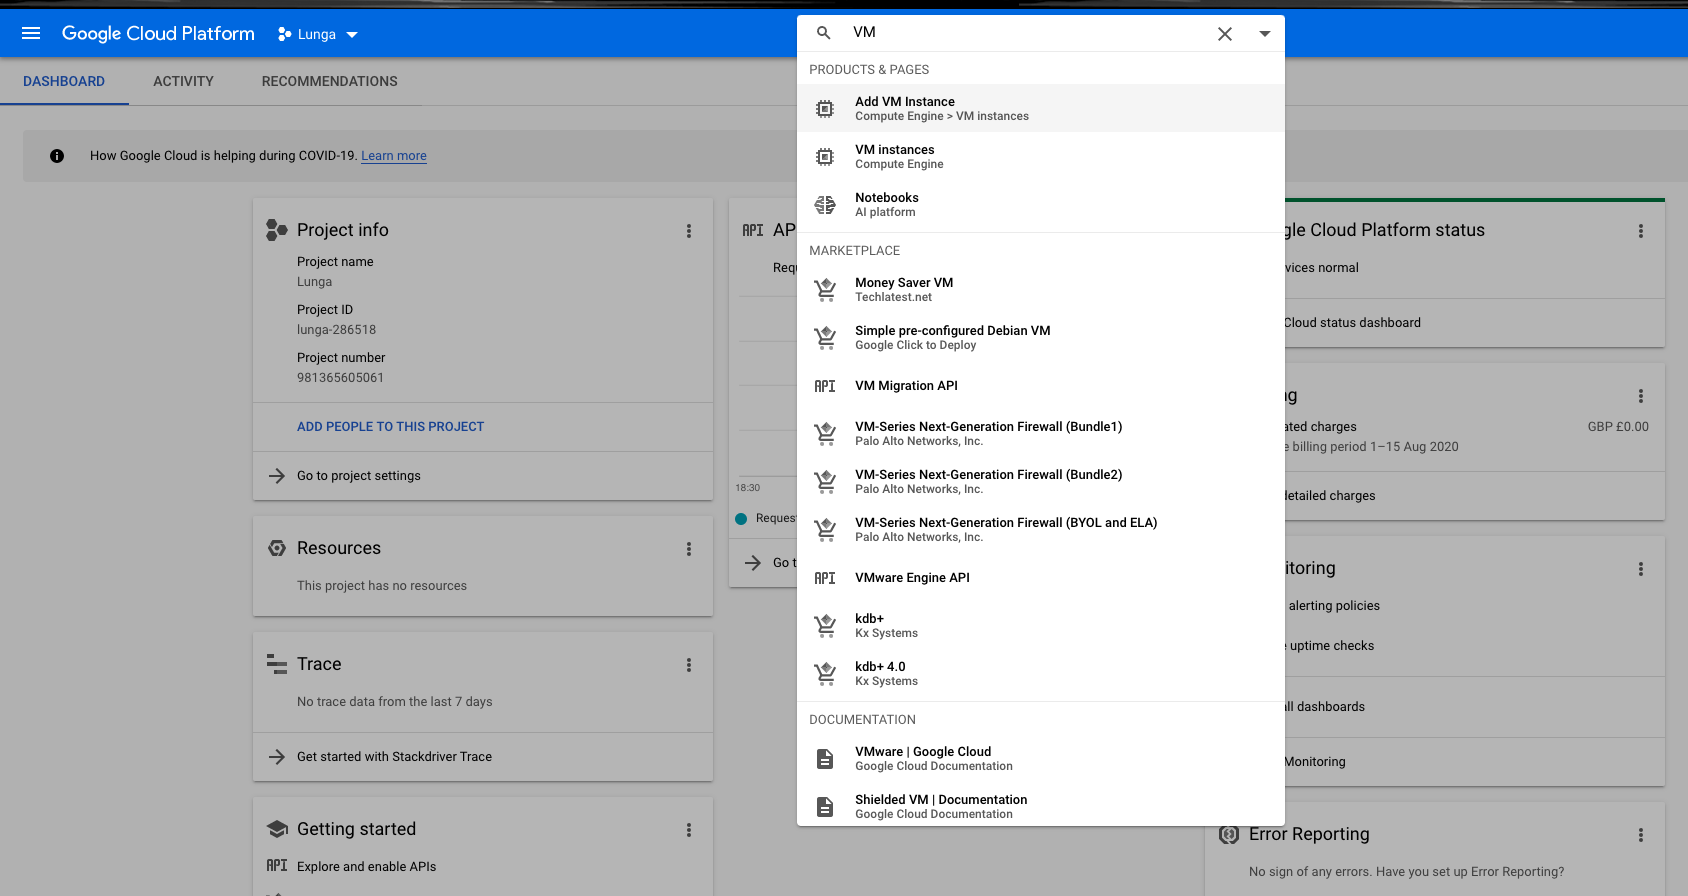 Google Cloud Platform
Lunga
VM
DASHBOARD
ACTIVITY
RECOMMENDATIONS
How Google Cloud is helping during COVID-19. Learn more
PRODUCTS & PAGES
Add VM Instance
Compute Engine > VM instances
VM instances
Compute Engine
Notebooks
AI platform
MARKETPLACE
Money Saver VM
Techlatest.net
Simple pre-configured Debian VM
Google Click to Deploy
API VM Migration API
VM-Series Next-Generation Firewall (Bundle1)
Palo Alto Networks, Inc.
VM-Series Next-Generation Firewall (Bundle2)
Palo Alto Networks, Inc.
VM-Series Next-Generation Firewall (BYOL and ELA)
Palo Alto Networks, Inc.
API VMware Engine API
kdb+
Kx Systems
kdb+ 4.0
Kx Systems
DOCUMENTATION
VMware | Google Cloud
Google Cloud Documentation
Shielded VM | Documentation
Google Cloud Documentation
Project info
Project name
Lunga
Project ID
lunga-286518
Project number
981365605061
ADD PEOPLE TO THIS PROJECT
Go to project settings
Resources
This project has no resources
Trace
No trace data from the last 7 days
Get started with Stackdriver Trace
Getting started
API Explore and enable APIs
API AP
Requ
18:30
Request
Go t
gle Cloud Platform status
vices normal
Cloud status dashboard
ng
ated charges GBP £0.00
e billing period 1–15 Aug 2020
detailed charges
itoring
alerting policies
uptime checks
all dashboards
Monitoring
Error Reporting
No sign of any errors. Have you set up Error Reporting?